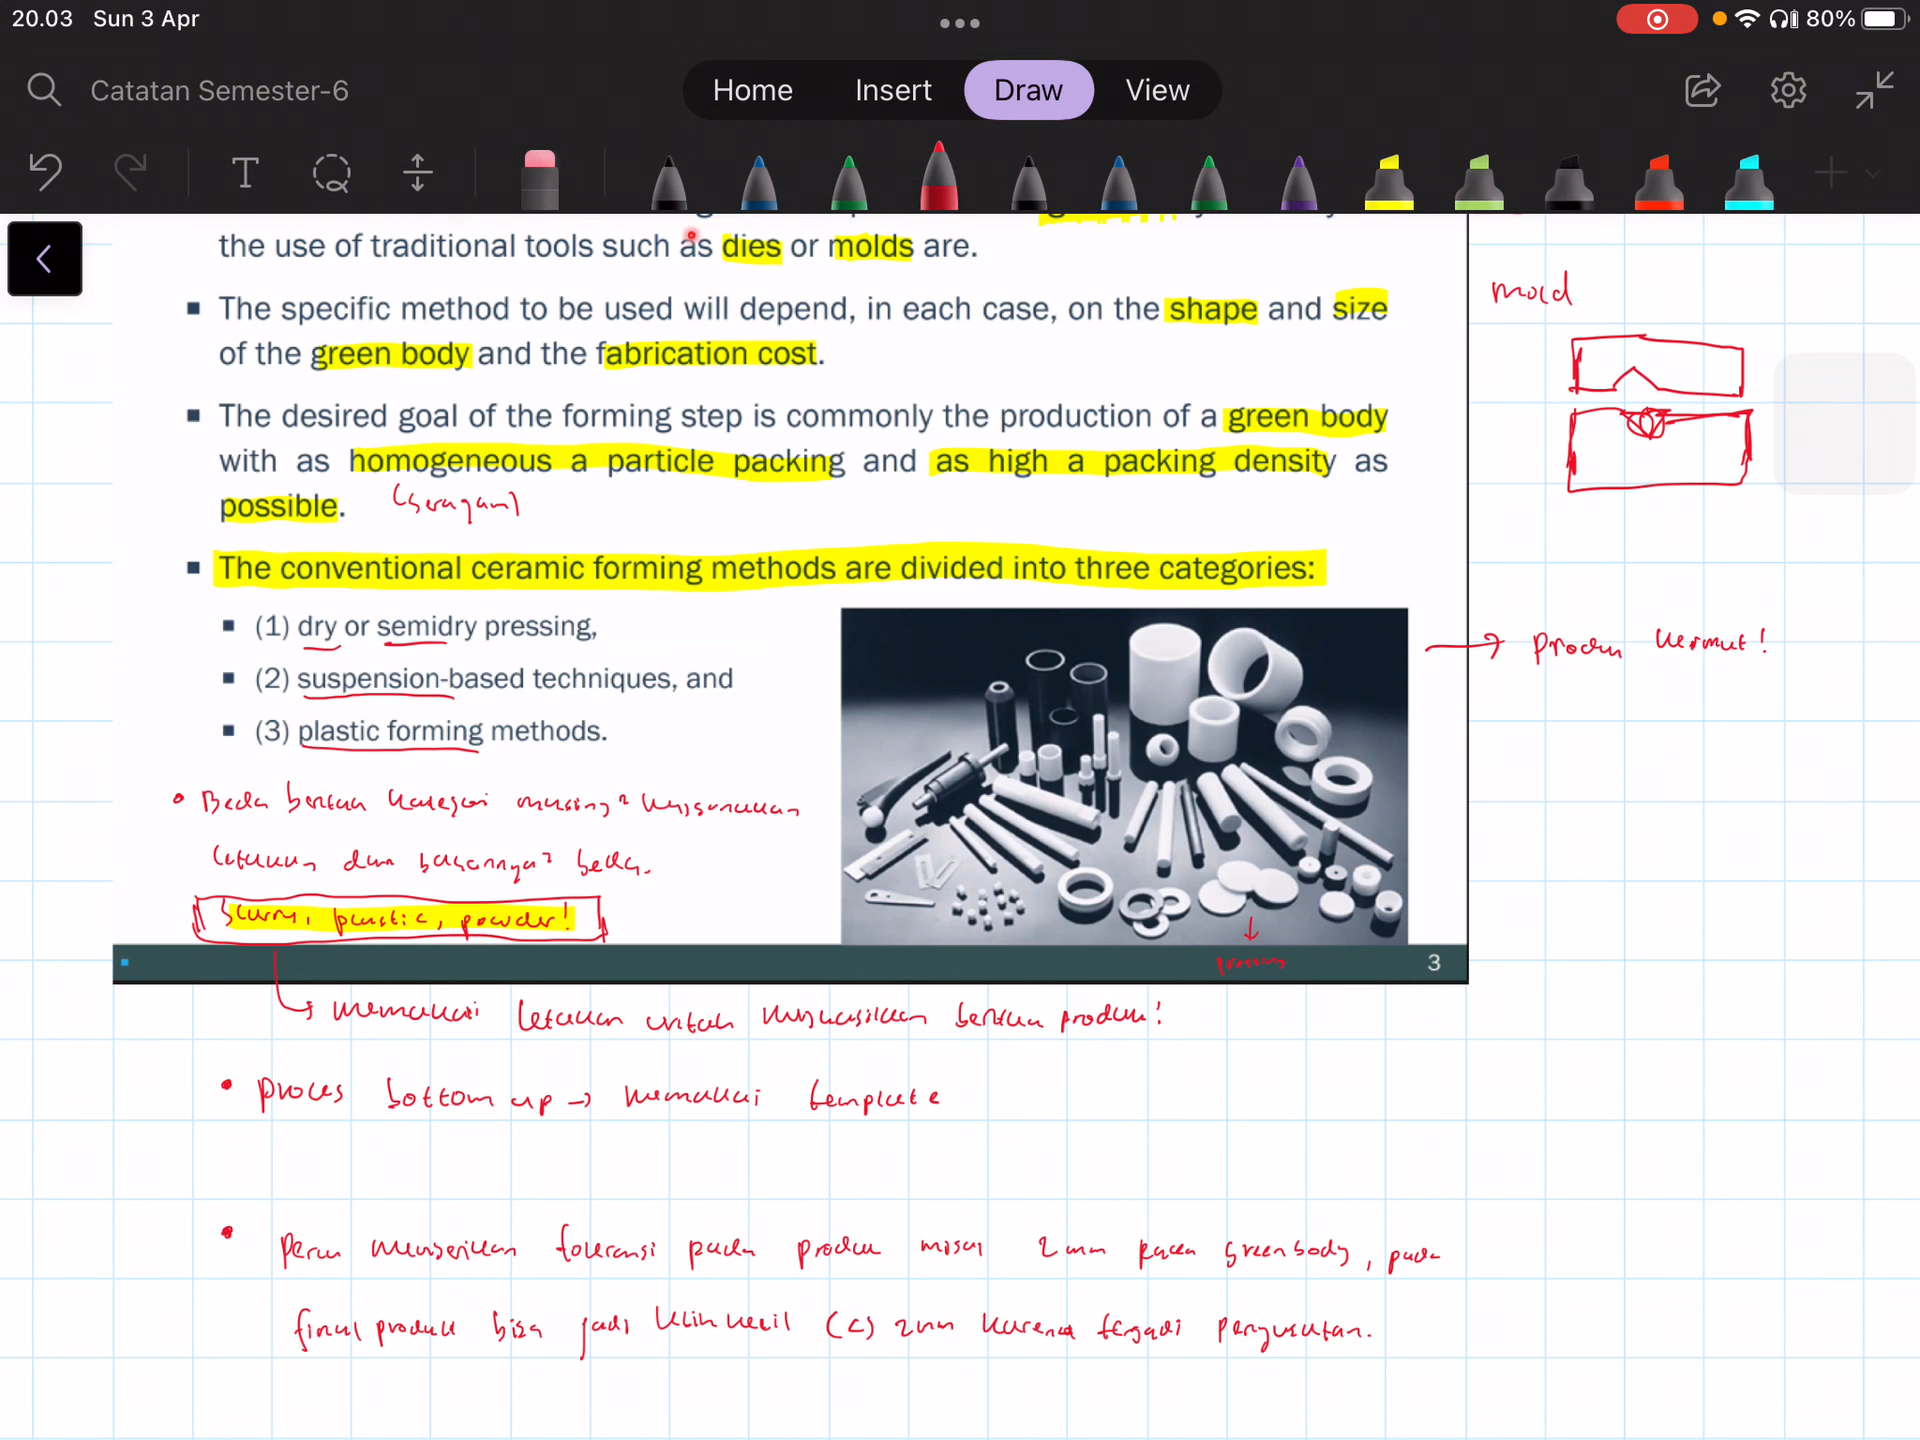 20.03 Sun 3 Apr
80%
Catatan Semester-6
Home Insert Draw View
the use of traditional tools such as dies or molds are.
mold
▪ The specific method to be used will depend, in each case, on the shape and size
of the green body and the fabrication cost.
▪ The desired goal of the forming step is commonly the production of a green body
with as homogeneous a particle packing and as high a packing density as
possible. (seragam)
▪ The conventional ceramic forming methods are divided into three categories:
▪ (1) dry or semidry pressing,
→ produk keramik!
▪ (2) suspension-based techniques, and
▪ (3) plastic forming methods.
• Beda bentuk kategori masing² menggunakan
cetakan dan bahannya² beda.
Slurry, plastic, powder!
pressing
3
↳ memakai cetakan untuk menghasilkan bentuk produk!
• proces bottom up → memakai template
• Perlu memberikan toleransi pada produk misal 2 mm pada greenbody, pada
final produk bisa jadi lebih kecil (<) 2mm karena terjadi penyusutan.